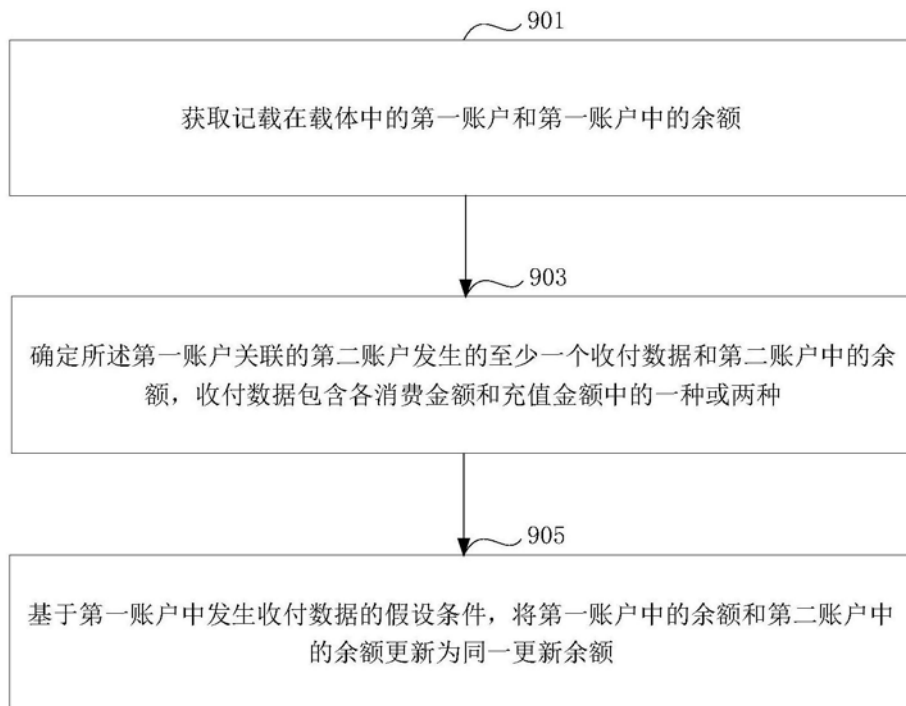 901
获取记载在载体中的第一账户和第一账户中的余额
903
确定所述第一账户关联的第二账户发生的至少一个收付数据和第二账户中的余
额，收付数据包含各消费金额和充值金额中的一种或两种
905
基于第一账户中发生收付数据的假设条件，将第一账户中的余额和第二账户中
的余额更新为同一更新余额